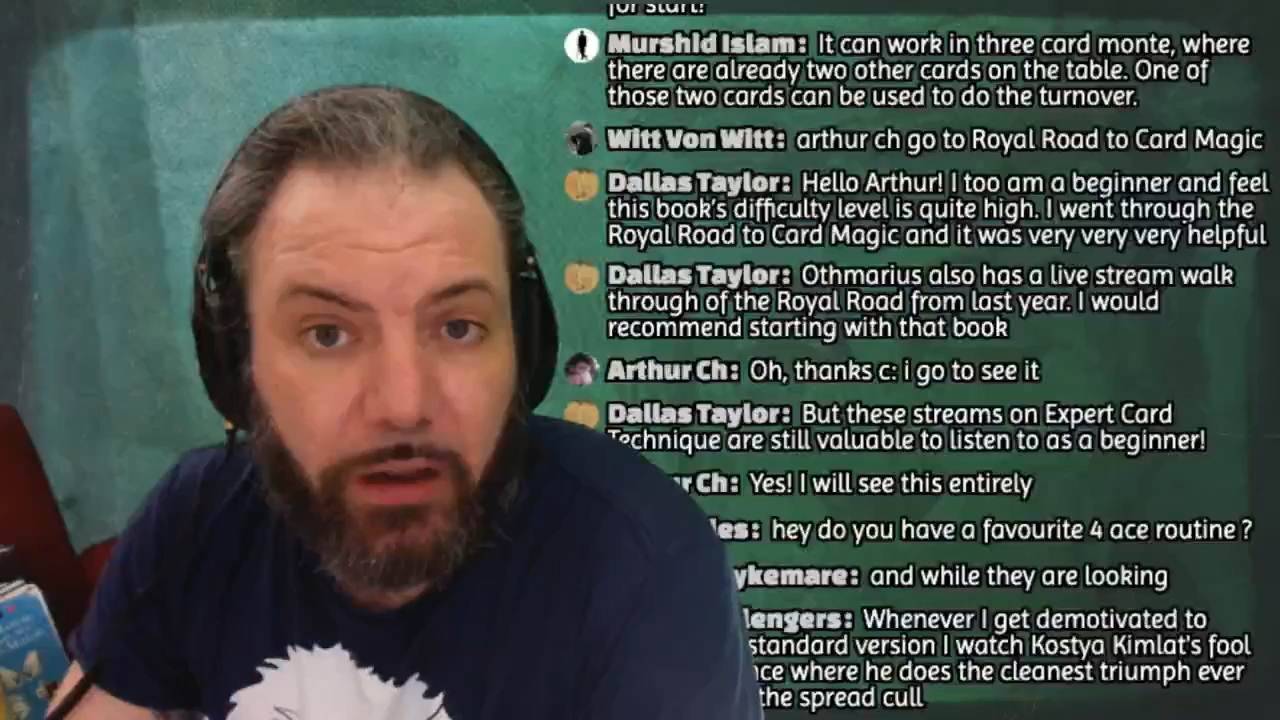 for start!
Murshid Islam: It can work in three card monte, where
there are already two other cards on the table. One of
those two cards can be used to do the turnover.
Witt Von Witt: arthur ch go to Royal Road to Card Magic
Dallas Taylor: Hello Arthur! I too am a beginner and feel
this book's difficulty level is quite high. I went through the
Royal Road to Card Magic and it was very very very helpful
Dallas Taylor: Othmarius also has a live stream walk
through of the Royal Road from last year. I would
recommend starting with that book
Arthur Ch: Oh, thanks c: i go to see it
Dallas Taylor: But these streams on Expert Card
Technique are still valuable to listen to as a beginner!
r Ch: Yes! I will see this entirely
les: hey do you have a favourite 4 ace routine ?
ykemare: and while they are looking
lengers: Whenever I get demotivated to
standard version I watch Kostya Kimlat's fool
ce where he does the cleanest triumph ever
the spread cull